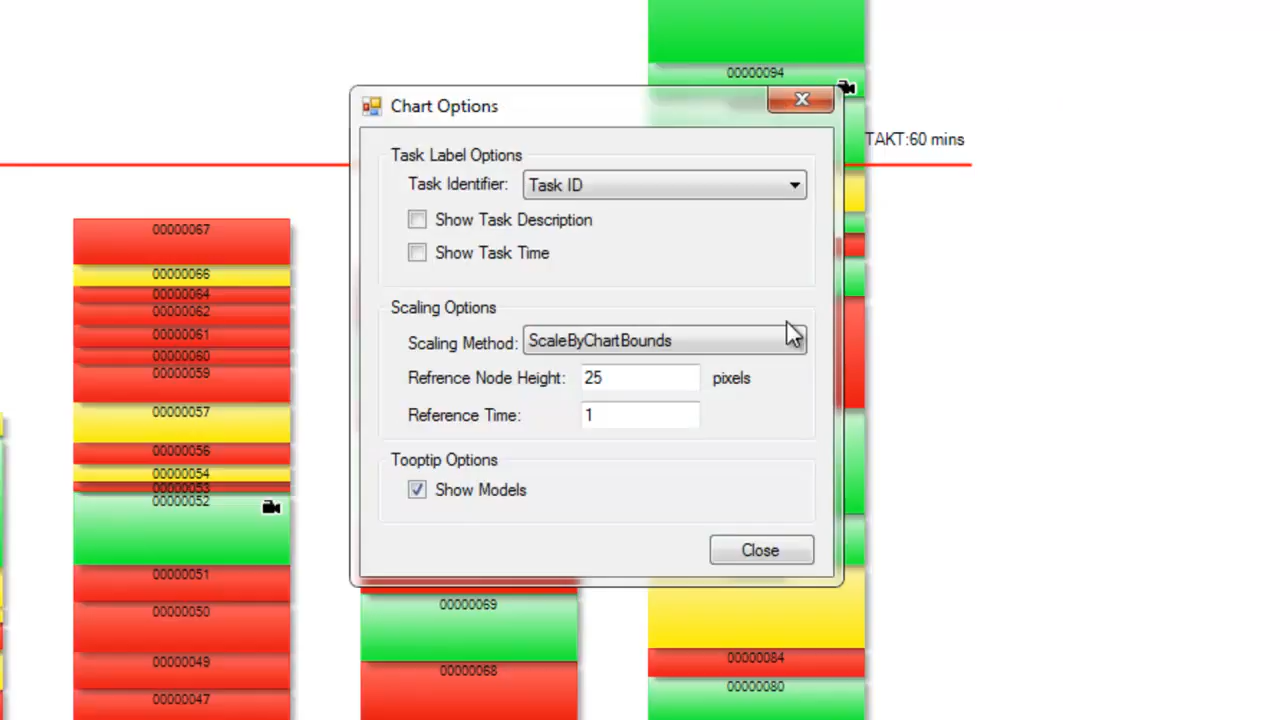 00000094
Chart Options
TAKT:60 mins
Task Label Options
Task Identifier: Task ID
Show Task Description
Show Task Time
Scaling Options
Scaling Method: ScaleByChartBounds
Refrence Node Height: 25 pixels
Reference Time: 1
Tooptip Options
Show Models
Close
00000067
00000066
00000064
00000062
00000061
00000060
00000059
00000057
00000056
00000054
00000053
00000052
00000051
00000050
00000049
00000047
00000069
00000068
00000084
00000080